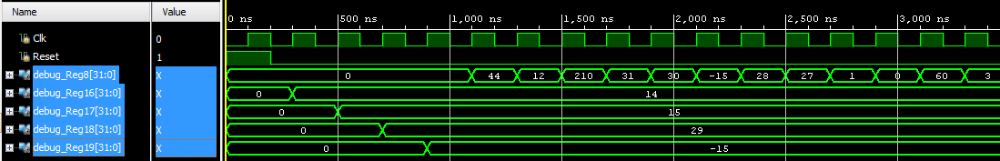 Name Value 0 ns 500 ns 1,000 ns 1,500 ns 2,000 ns 2,500 ns 3,000 ns
Clk 0
Reset 1
debug_Reg8[31:0] X 0 44 12 210 31 30 -15 28 27 1 0 60 3
debug_Reg16[31:0] X 0 14
debug_Reg17[31:0] X 0 15
debug_Reg18[31:0] X 0 29
debug_Reg19[31:0] X 0 -15